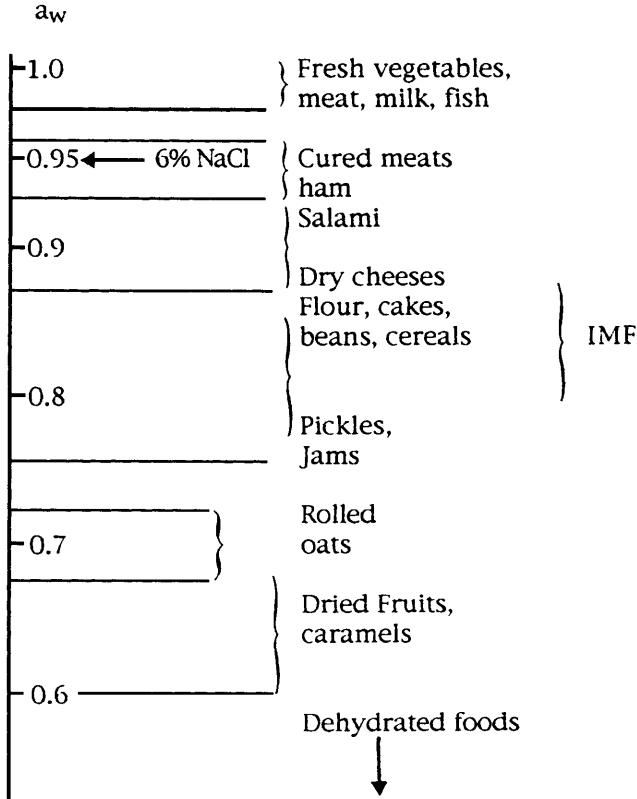 aw
1.0
Fresh vegetables,
meat, milk, fish
0.95
6% NaCl
Cured meats
ham
Salami
0.9
Dry cheeses
Flour, cakes,
beans, cereals
IMF
0.8
Pickles,
Jams
Rolled
0.7
oats
Dried Fruits,
caramels
0.6
Dehydrated foods